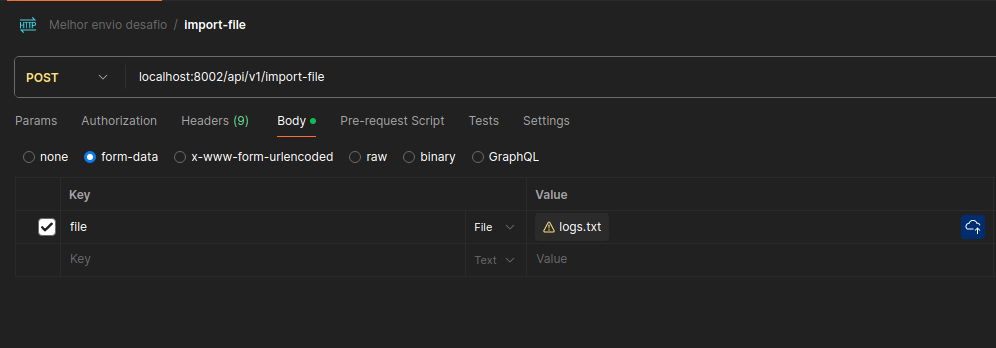 HTTP Melhor envio desafio / import-file
POST localhost:8002/api/v1/import-file
Params Authorization Headers (9) Body Pre-request Script Tests Settings
none form-data x-www-form-urlencoded raw binary GraphQL
Key Value
file File logs.txt
Key Text Value